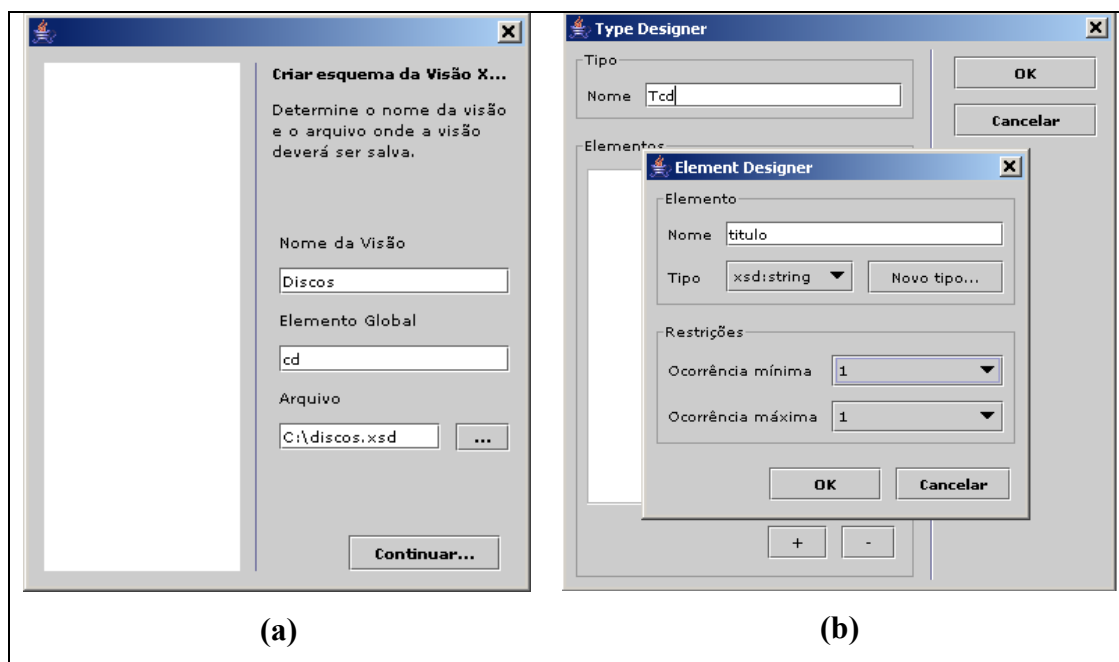 Criar esquema da Visão X...
Determine o nome da visão
e o arquivo onde a visão
deverá ser salva.
Nome da Visão
Discos
Elemento Global
cd
Arquivo
C:\discos.xsd
...
Continuar...
(a)
Type Designer
Tipo
Nome Tcd
OK
Cancelar
Elementos
Element Designer
Elemento
Nome titulo
Tipo xsd:string Novo tipo...
Restrições
Ocorrência mínima 1
Ocorrência máxima 1
OK Cancelar
+ -
(b)